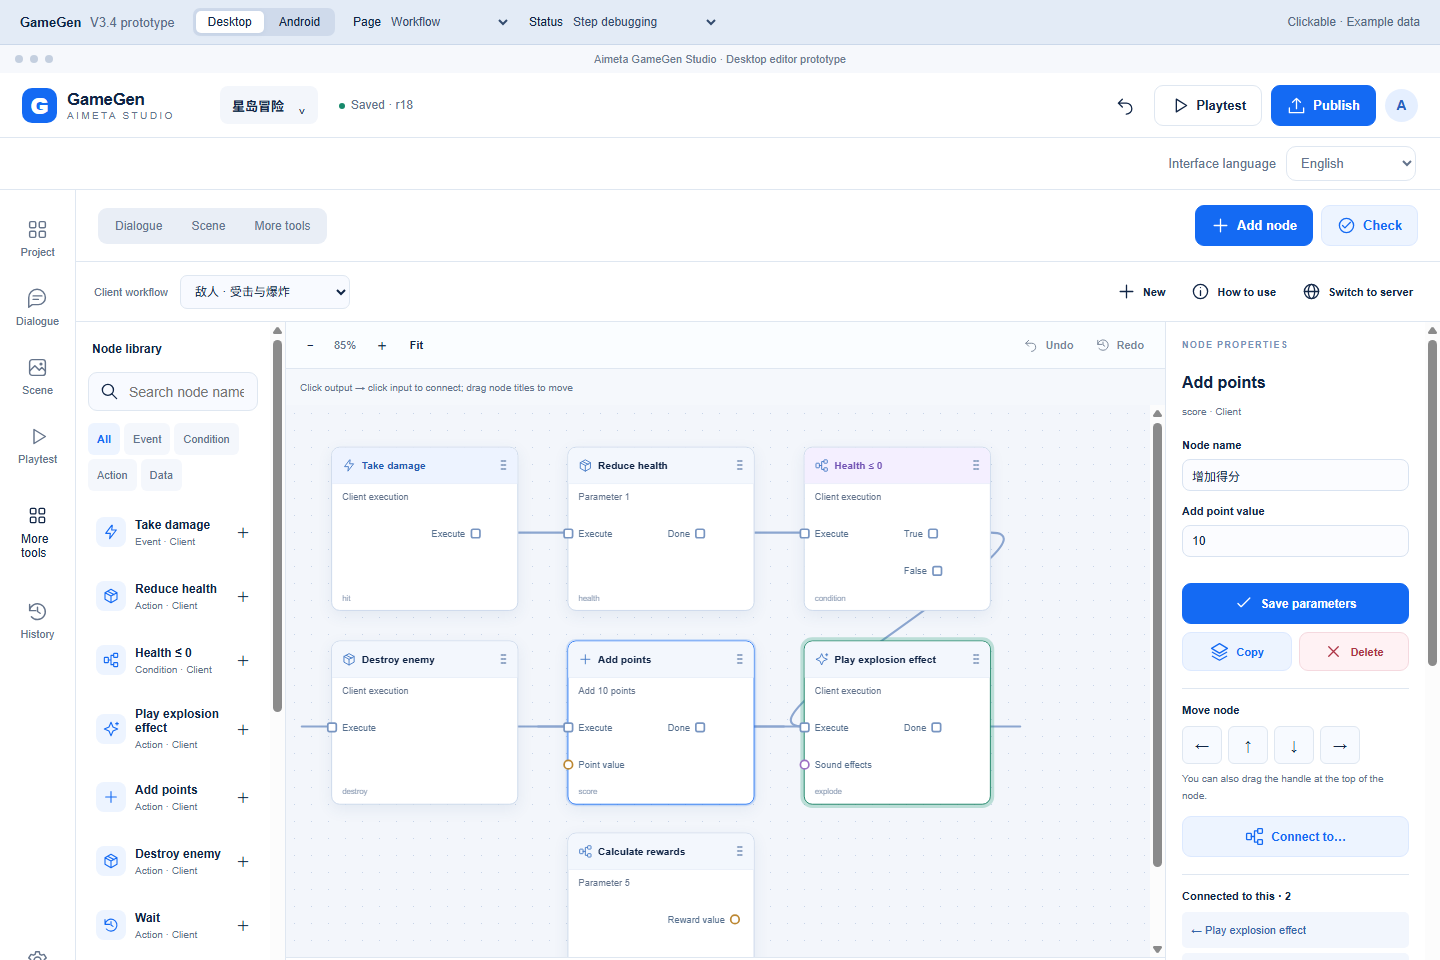 GameGen V3.4 prototype Desktop Android Page Workflow Status Step debugging Clickable · Example data
Aimeta GameGen Studio · Desktop editor prototype
G GameGen
AIMETA STUDIO
星岛冒险
Saved · r18
Playtest
Publish
A
Interface language English
Project
Dialogue
Scene
Playtest
More
tools
History
Dialogue Scene More tools
Add node
Check
Client workflow 敌人 · 受击与爆炸
New
How to use
Switch to server
Node library
Search node name
All Event Condition
Action Data
Take damage
Event · Client
Reduce health
Action · Client
Health ≤ 0
Condition · Client
Play explosion
effect
Action · Client
Add points
Action · Client
Destroy enemy
Action · Client
Wait
Action · Client
− 85% + Fit
Undo Redo
Click output → click input to connect; drag node titles to move
Take damage
Client execution
Execute
hit
Reduce health
Parameter 1
Execute Done
health
Health ≤ 0
Client execution
Execute True
False
condition
Destroy enemy
Client execution
Execute
destroy
Add points
Add 10 points
Execute Done
Point value
score
Play explosion effect
Client execution
Execute Done
Sound effects
explode
Calculate rewards
Parameter 5
Reward value
NODE PROPERTIES
Add points
score · Client
Node name
增加得分
Add point value
10
Save parameters
Copy
Delete
Move node
← ↑ ↓ →
You can also drag the handle at the top of the
node.
Connect to...
Connected to this · 2
← Play explosion effect